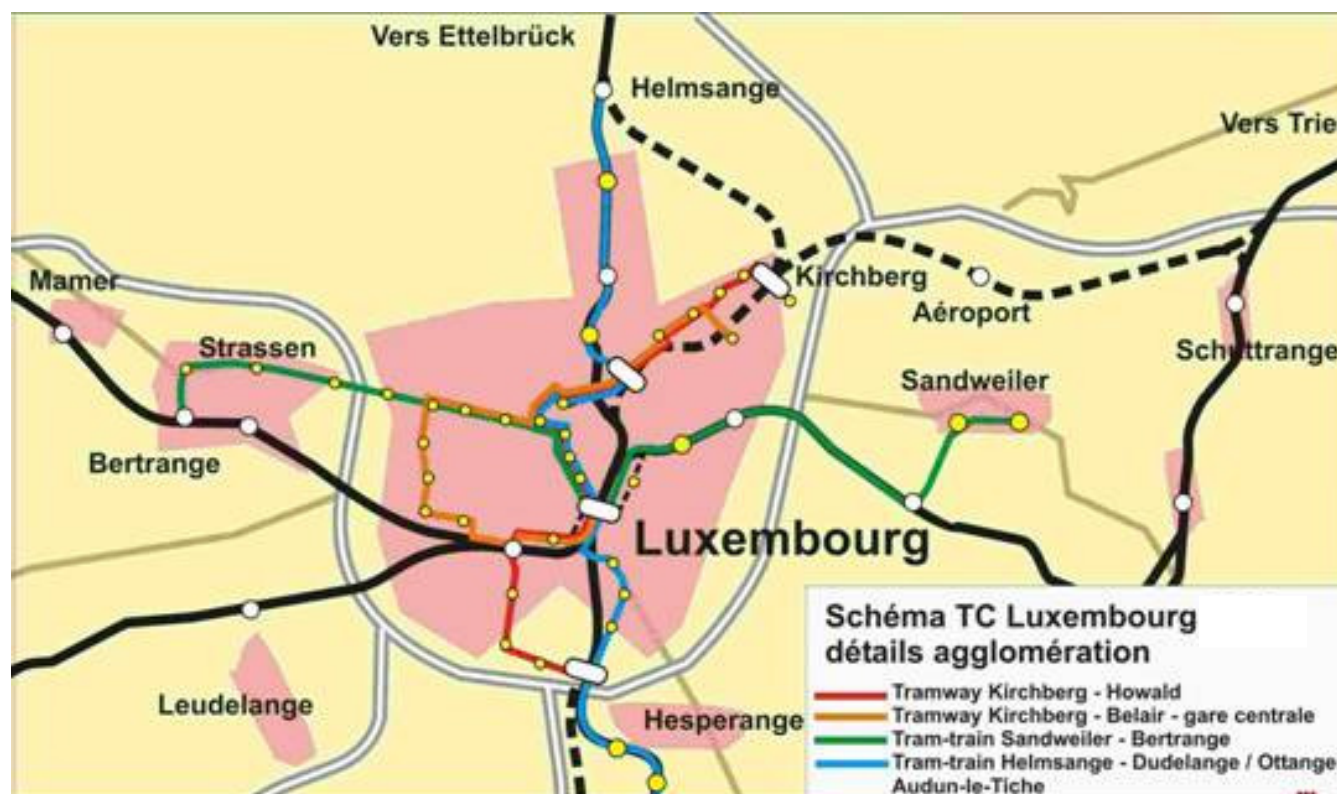 Vers Ettelbrück
Helmsange
Vers Trie
Mamer
Kirchberg
Aéroport
Strassen
Schuttrange
Sandweiler
Bertrange
Luxembourg
Leudelange
Hesperange
Schéma TC Luxembourg
détails agglomération
Tramway Kirchberg - Howald
Tramway Kirchberg - Belair - gare centrale
Tram-train Sandweiler - Bertrange
Tram-train Helmsange - Dudelange / Ottange
Audun-le-Tiche